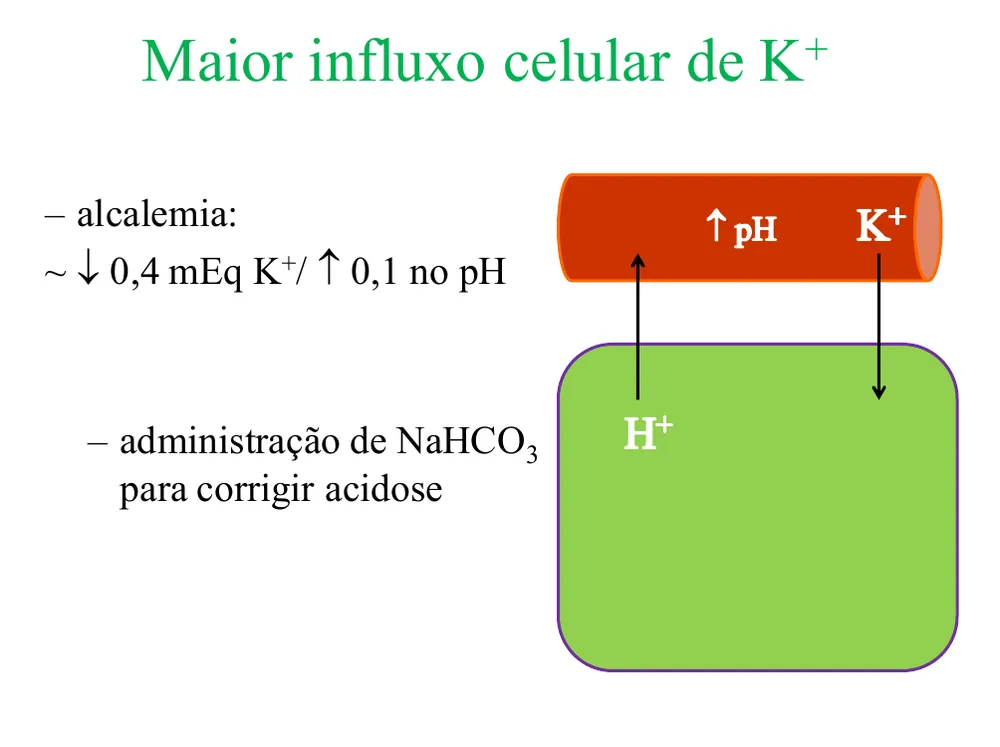 Maior influxo celular de K⁺
– alcalemia:
~ ↓ 0,4 mEq K⁺/ ↑ 0,1 no pH
– administração de NaHCO₃
para corrigir acidose
↑ pH K⁺
H⁺